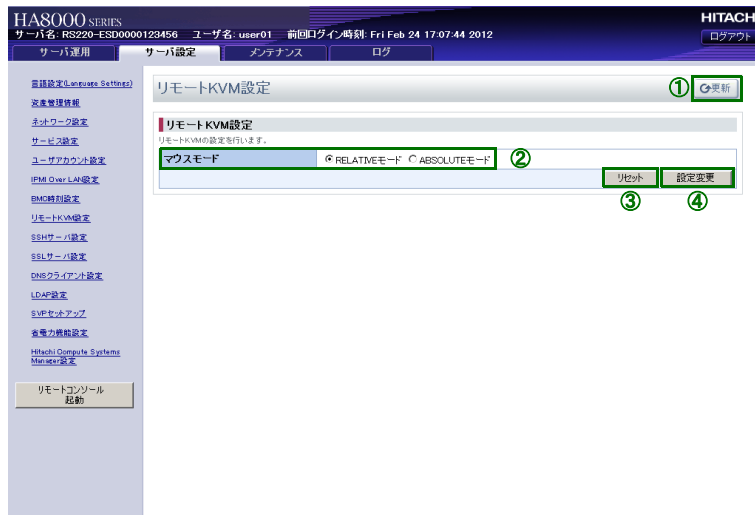 HA8000 SERIES
HITACHI
サーバ名: RS220-ESD0000123456 ユーザ名: user01 前回ログイン時刻: Fri Feb 24 17:07:44 2012
ログアウト
サーバ運用 サーバ設定 メンテナンス ログ
言語設定(Language Settings)
資産管理情報
ネットワーク設定
サービス設定
ユーザアカウント設定
IPMI Over LAN設定
BMC時刻設定
リモートKVM設定
SSHサーバ設定
SSLサーバ設定
DNSクライアント設定
LDAP設定
SVPセットアップ
省電力機能設定
Hitachi Compute Systems
Manager設定
リモートコンソール
起動
リモートKVM設定
① 更新
リモートKVM設定
リモートKVMの設定を行います。
マウスモード RELATIVEモード ABSOLUTEモード ②
リセット 設定変更
③ ④